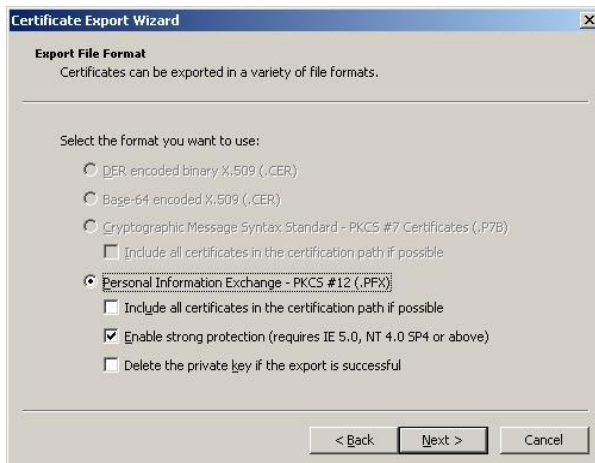 Certificate Export Wizard
Export File Format
Certificates can be exported in a variety of file formats.
Select the format you want to use:
DER encoded binary X.509 (.CER)
Base-64 encoded X.509 (.CER)
Cryptographic Message Syntax Standard - PKCS #7 Certificates (.P7B)
Include all certificates in the certification path if possible
Personal Information Exchange - PKCS #12 (.PFX)
Include all certificates in the certification path if possible
Enable strong protection (requires IE 5.0, NT 4.0 SP4 or above)
Delete the private key if the export is successful
< Back Next > Cancel